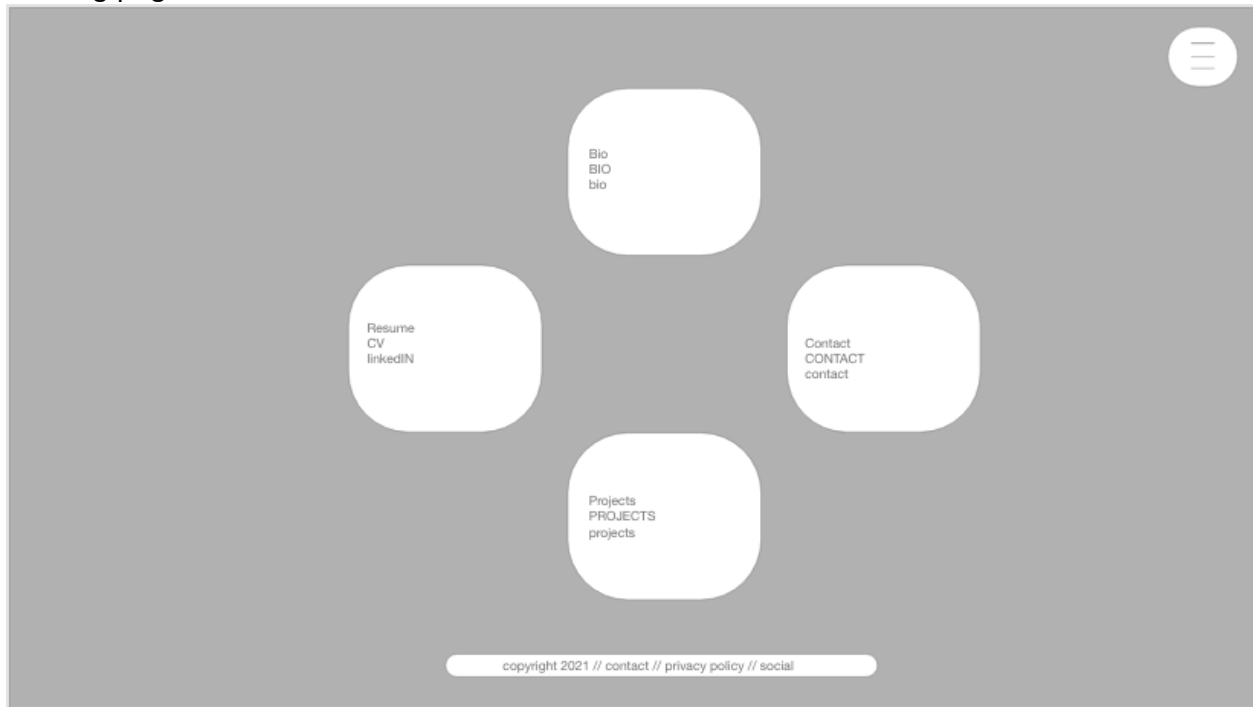 Bio
BIO
bio
Resume
CV
linkedIN
Contact
CONTACT
contact
Projects
PROJECTS
projects
copyright 2021 // contact // privacy policy // social